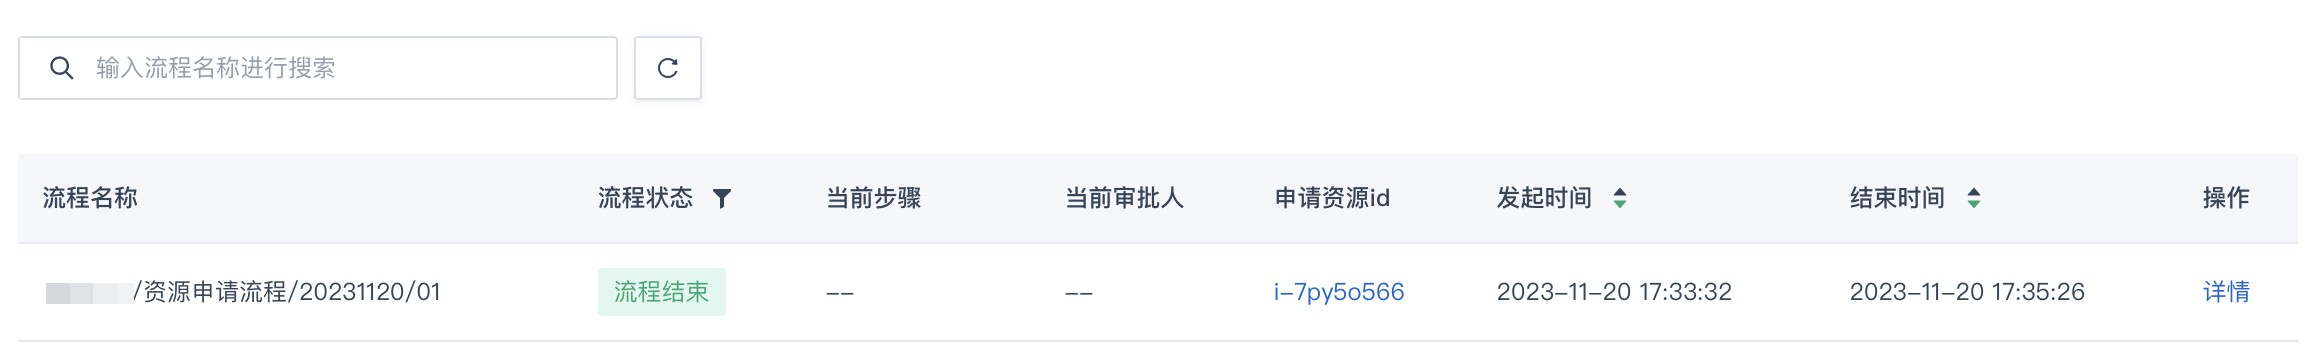 输入流程名称进行搜索
流程名称 流程状态 当前步骤 当前审批人 申请资源id 发起时间 结束时间 操作
/资源申请流程/20231120/01 流程结束 -- -- i-7py5o566 2023-11-20 17:33:32 2023-11-20 17:35:26 详情